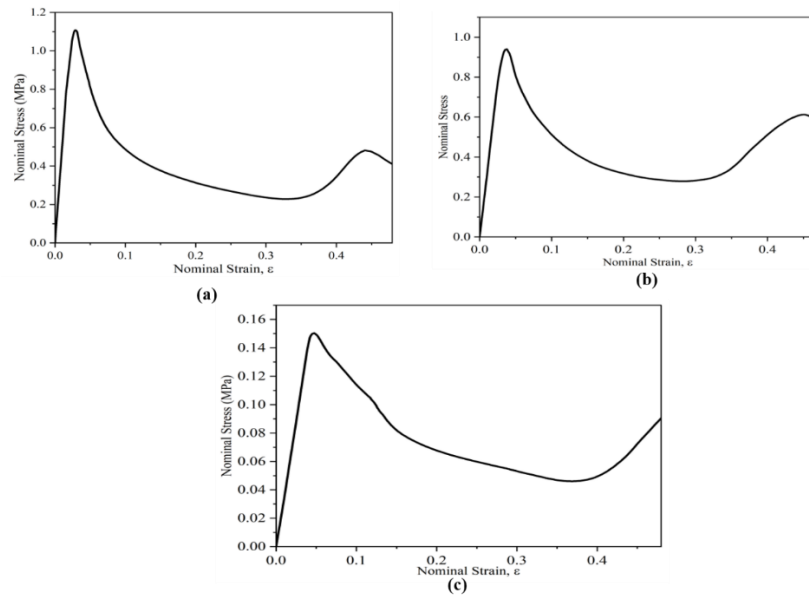 1.2
1.0
0.8
0.6
0.4
0.2
0.0
Nominal Stress (MPa)
0.0 0.1 0.2 0.3 0.4
Nominal Strain, ε
(a)
1.0
0.8
0.6
0.4
0.2
0.0
Nominal Stress
0.0 0.1 0.2 0.3 0.4
Nominal Strain, ε
(b)
0.16
0.14
0.12
0.10
0.08
0.06
0.04
0.02
0.00
Nominal Stress (MPa)
0.0 0.1 0.2 0.3 0.4
Nominal Strain, ε
(c)